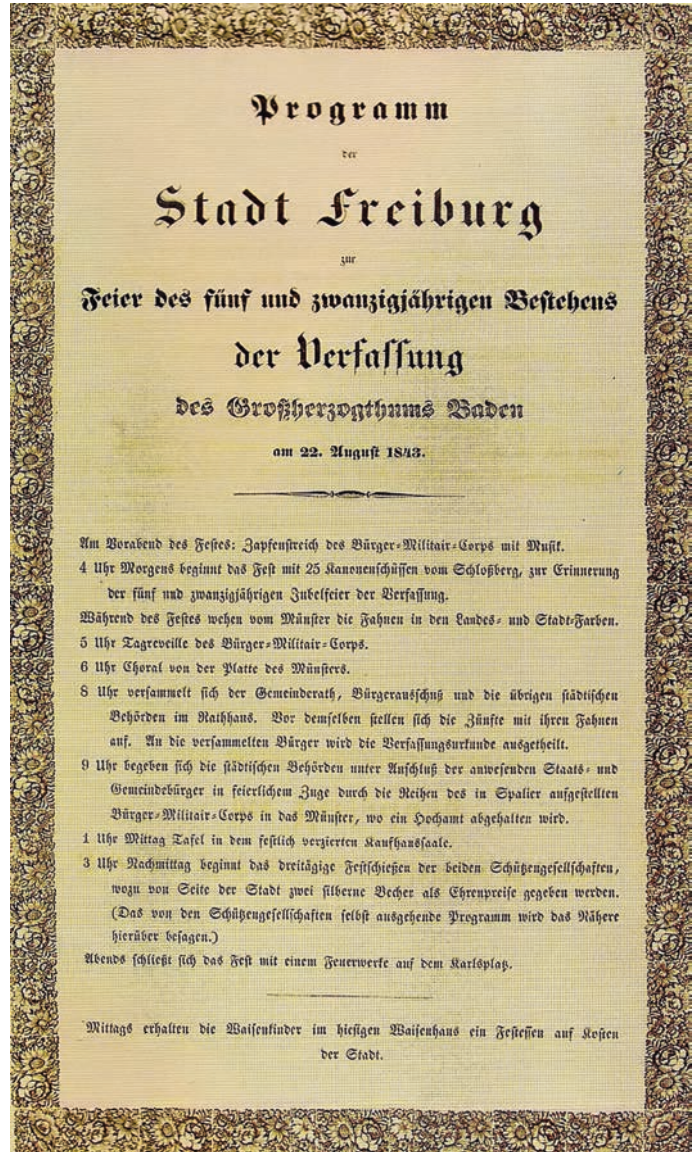 Programm
der
Stadt Freiburg
zur
Feier des fünf und zwanzigjährigen Bestehens
der Verfassung
des Großherzogthums Baden
am 22. August 1843.
Am Vorabend des Festes: Zapfenstreich des Bürger-Militair-Corps mit Musik.
4 Uhr Morgens beginnt das Fest mit 25 Kanonenschüssen vom Schloßberg, zur Erinnerung
der fünf und zwanzigjährigen Jubelfeier der Verfassung.
Während des Festes wehen vom Münster die Fahnen in den Landes- und Stadt-Farben.
5 Uhr Tagreveille des Bürger-Militair-Corps.
6 Uhr Choral von der Platte des Münsters.
8 Uhr versammelt sich der Gemeinderath, Bürgerausschuß und die übrigen städtischen
Behörden im Rathhaus. Vor demselben stellen sich die Zünfte mit ihren Fahnen
auf. An die versammelten Bürger wird die Verfassungsurkunde ausgetheilt.
9 Uhr begeben sich die städtischen Behörden unter Anschluß der anwesenden Staats- und
Gemeindebürger in feierlichem Zuge durch die Reihen des in Spalier aufgestellten
Bürger-Militair-Corps in das Münster, wo ein Hochamt abgehalten wird.
1 Uhr Mittag Tafel in dem festlich verzierten Kaufhaussaale.
3 Uhr Nachmittag beginnt das dreitägige Festschießen der beiden Schützengesellschaften,
wozu von Seite der Stadt zwei silberne Becher als Ehrenpreise gegeben werden.
(Das von den Schützengesellschaften selbst ausgehende Programm wird das Nähere
hierüber besagen.)
Abends schließt sich das Fest mit einem Feuerwerke auf dem Karlsplatz.
Mittags erhalten die Waisenkinder im hiesigen Waisenhaus ein Festessen auf Kosten
der Stadt.